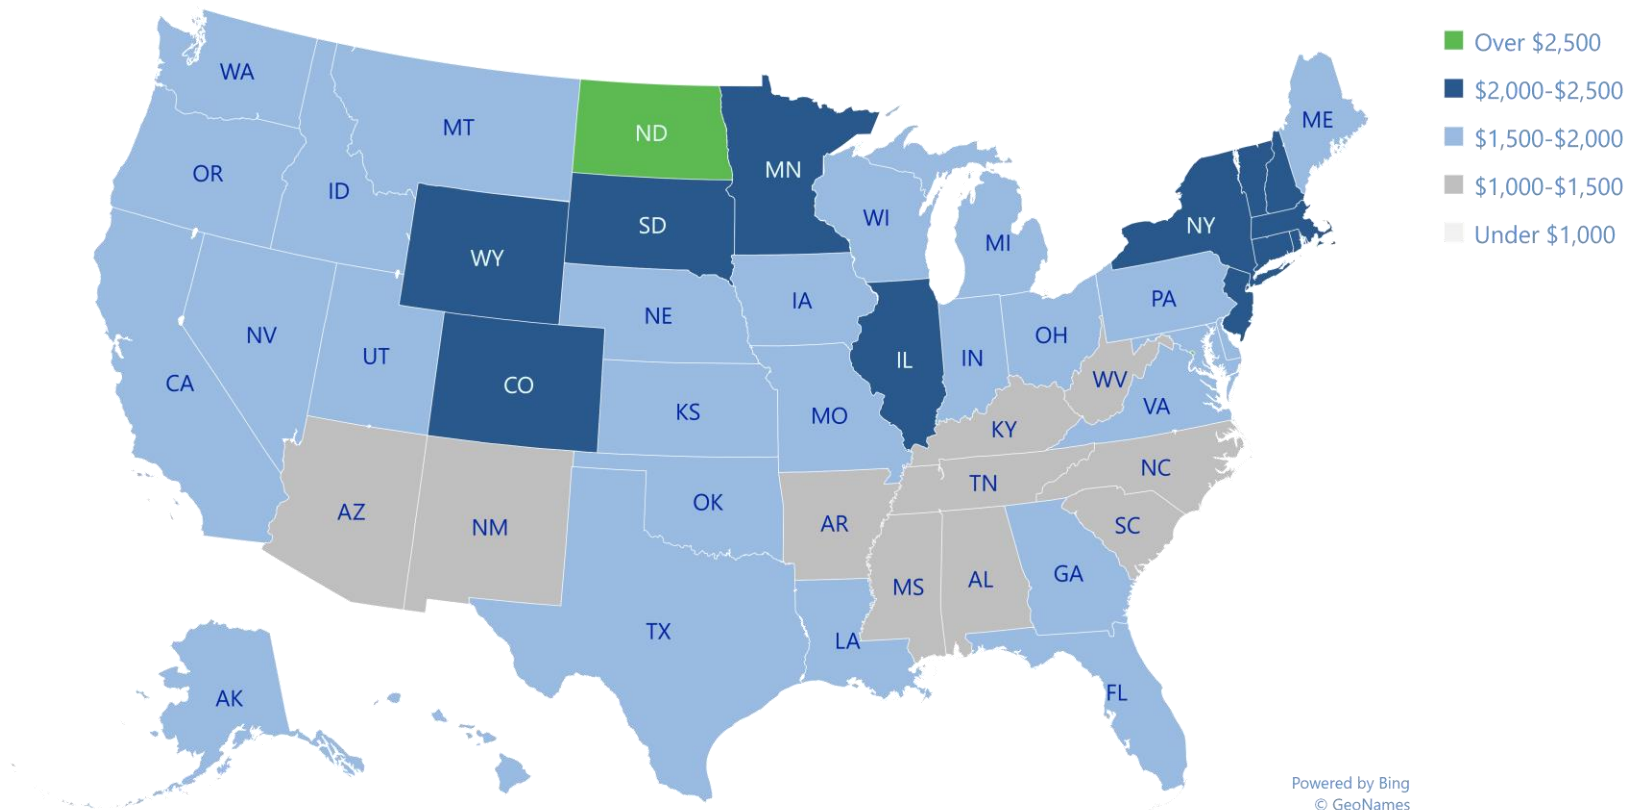 WA
MT
ND
MN
ME
OR
ID
SD
WI
NY
WY
MI
NV
UT
NE
IA
PA
CA
CO
KS
MO
IL
IN
OH
WV
VA
KY
AZ
NM
OK
AR
TN
NC
SC
MS
AL
GA
TX
LA
FL
AK
Over $2,500
$2,000-$2,500
$1,500-$2,000
$1,000-$1,500
Under $1,000
Powered by Bing
© GeoNames